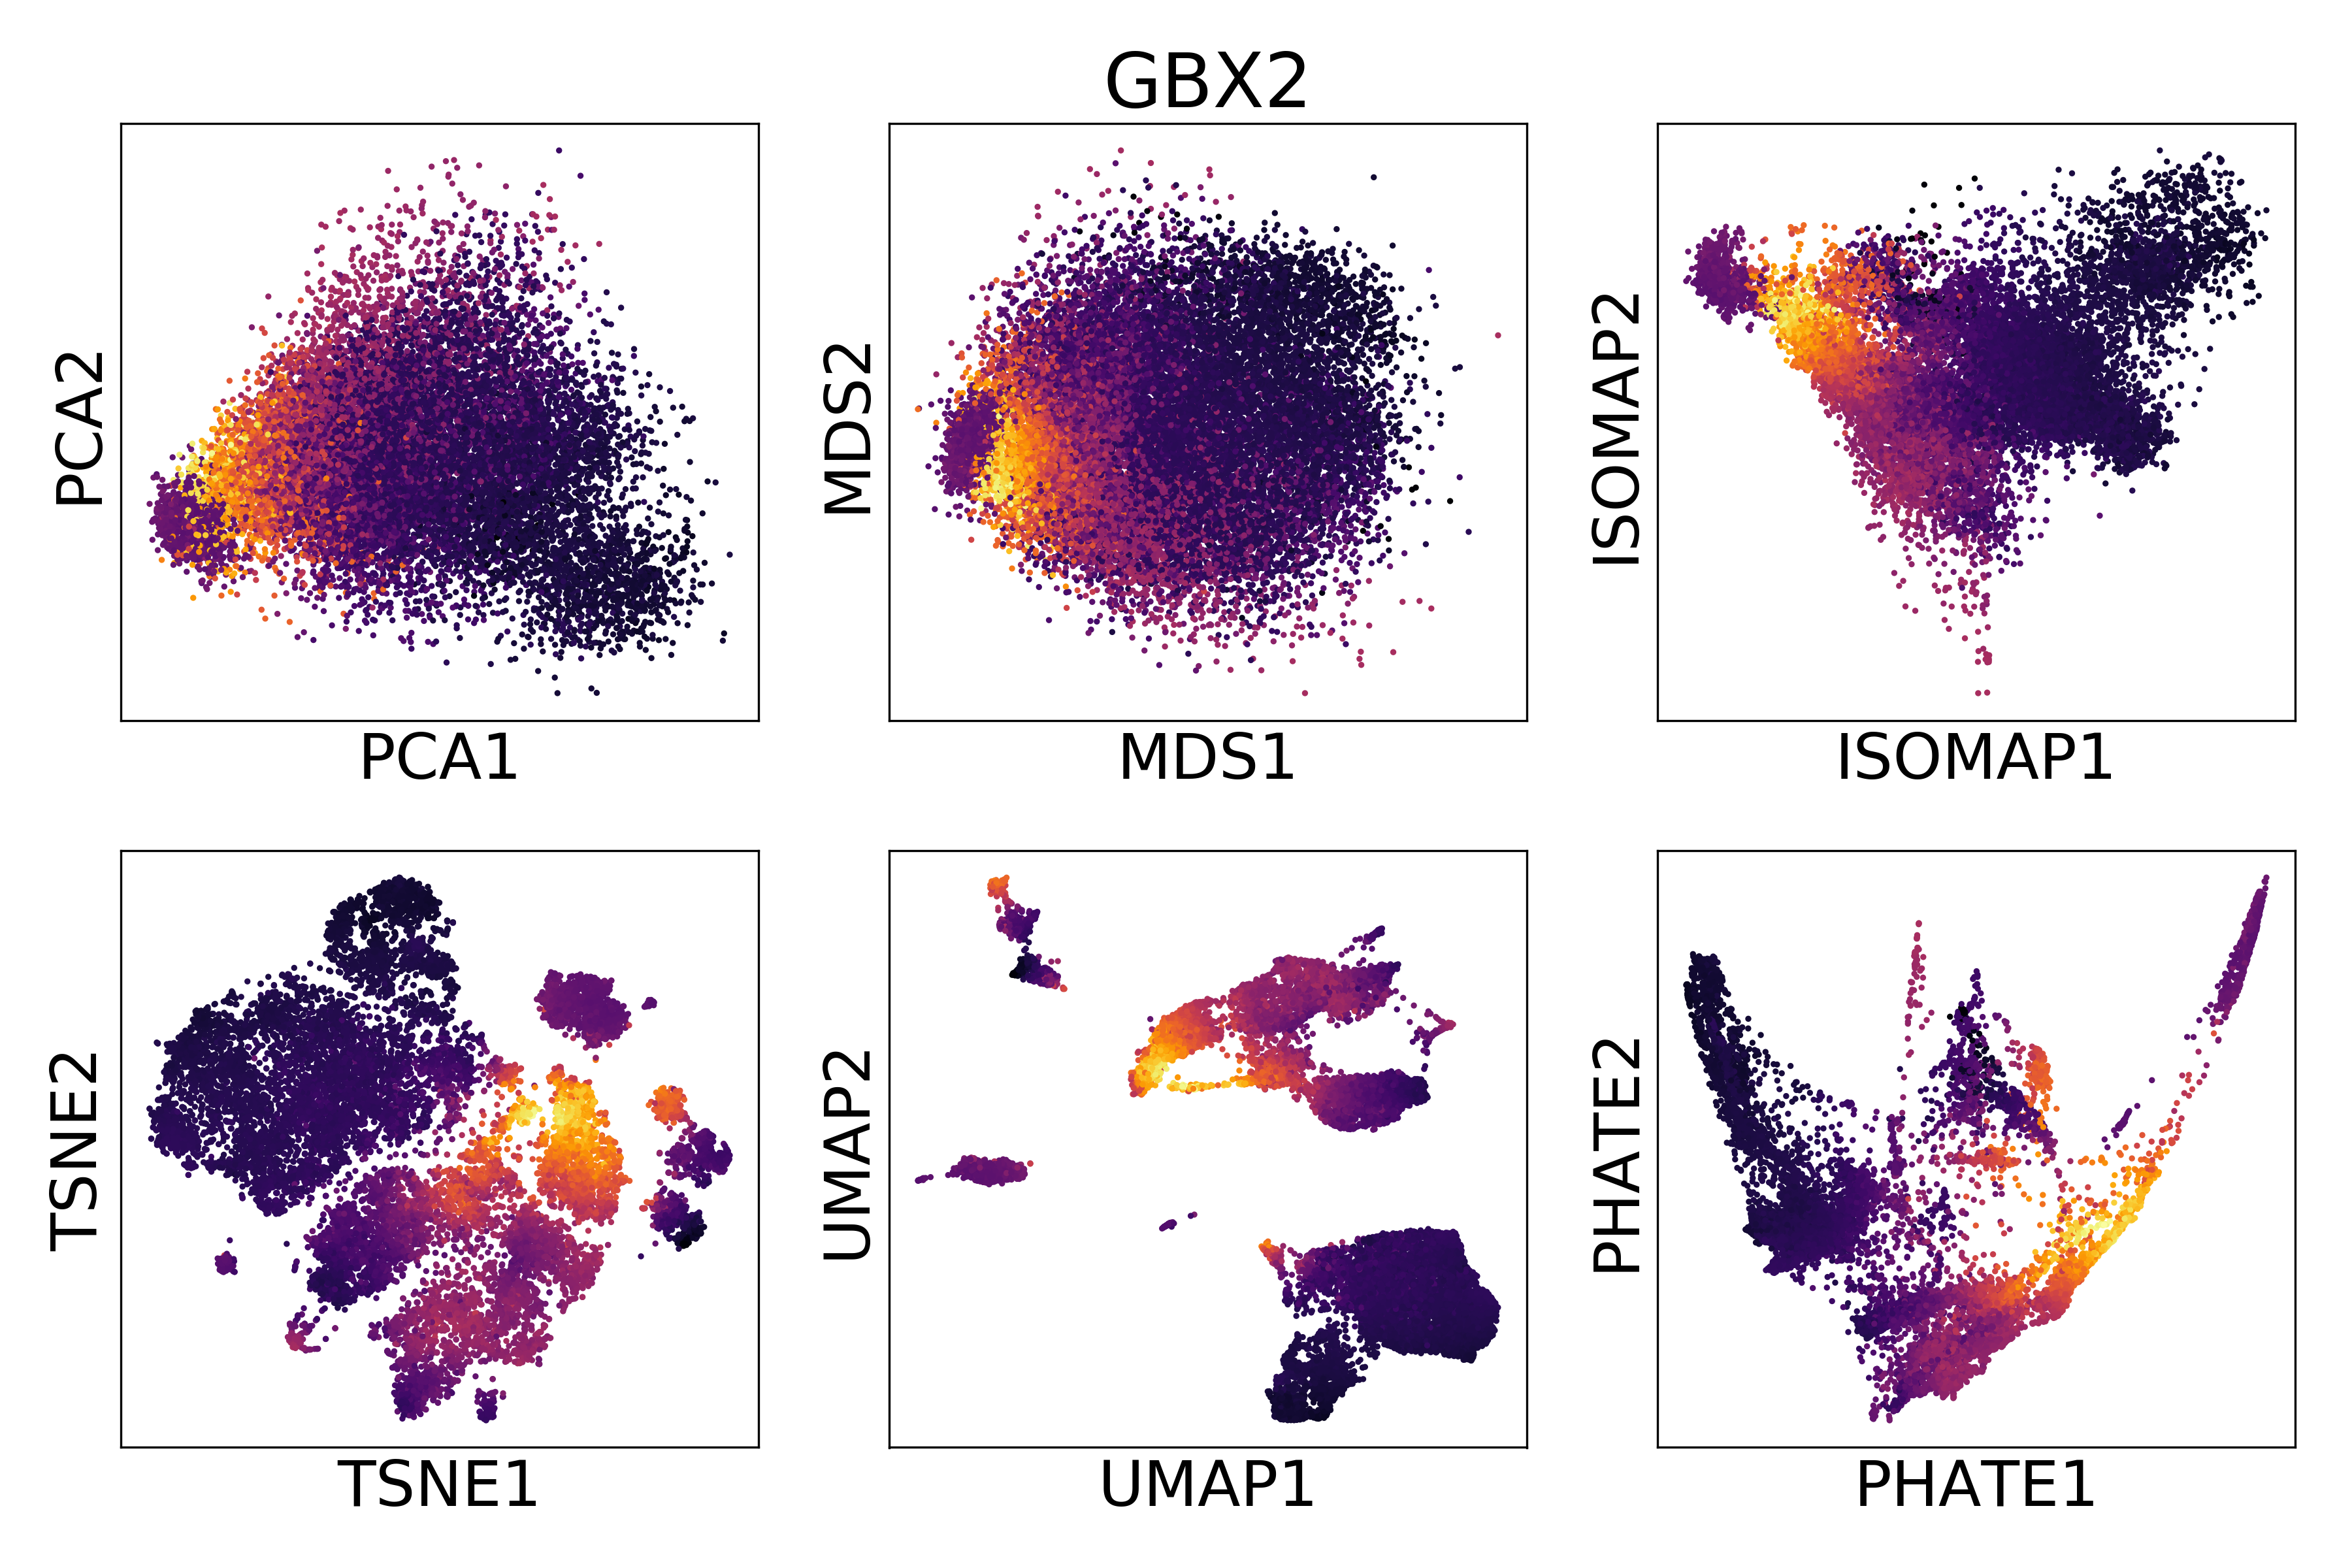 GBX2
PCA2
PCA1
MDS2
MDS1
ISOMAP2
ISOMAP1
TSNE2
TSNE1
UMAP2
UMAP1
PHATE2
PHATE1